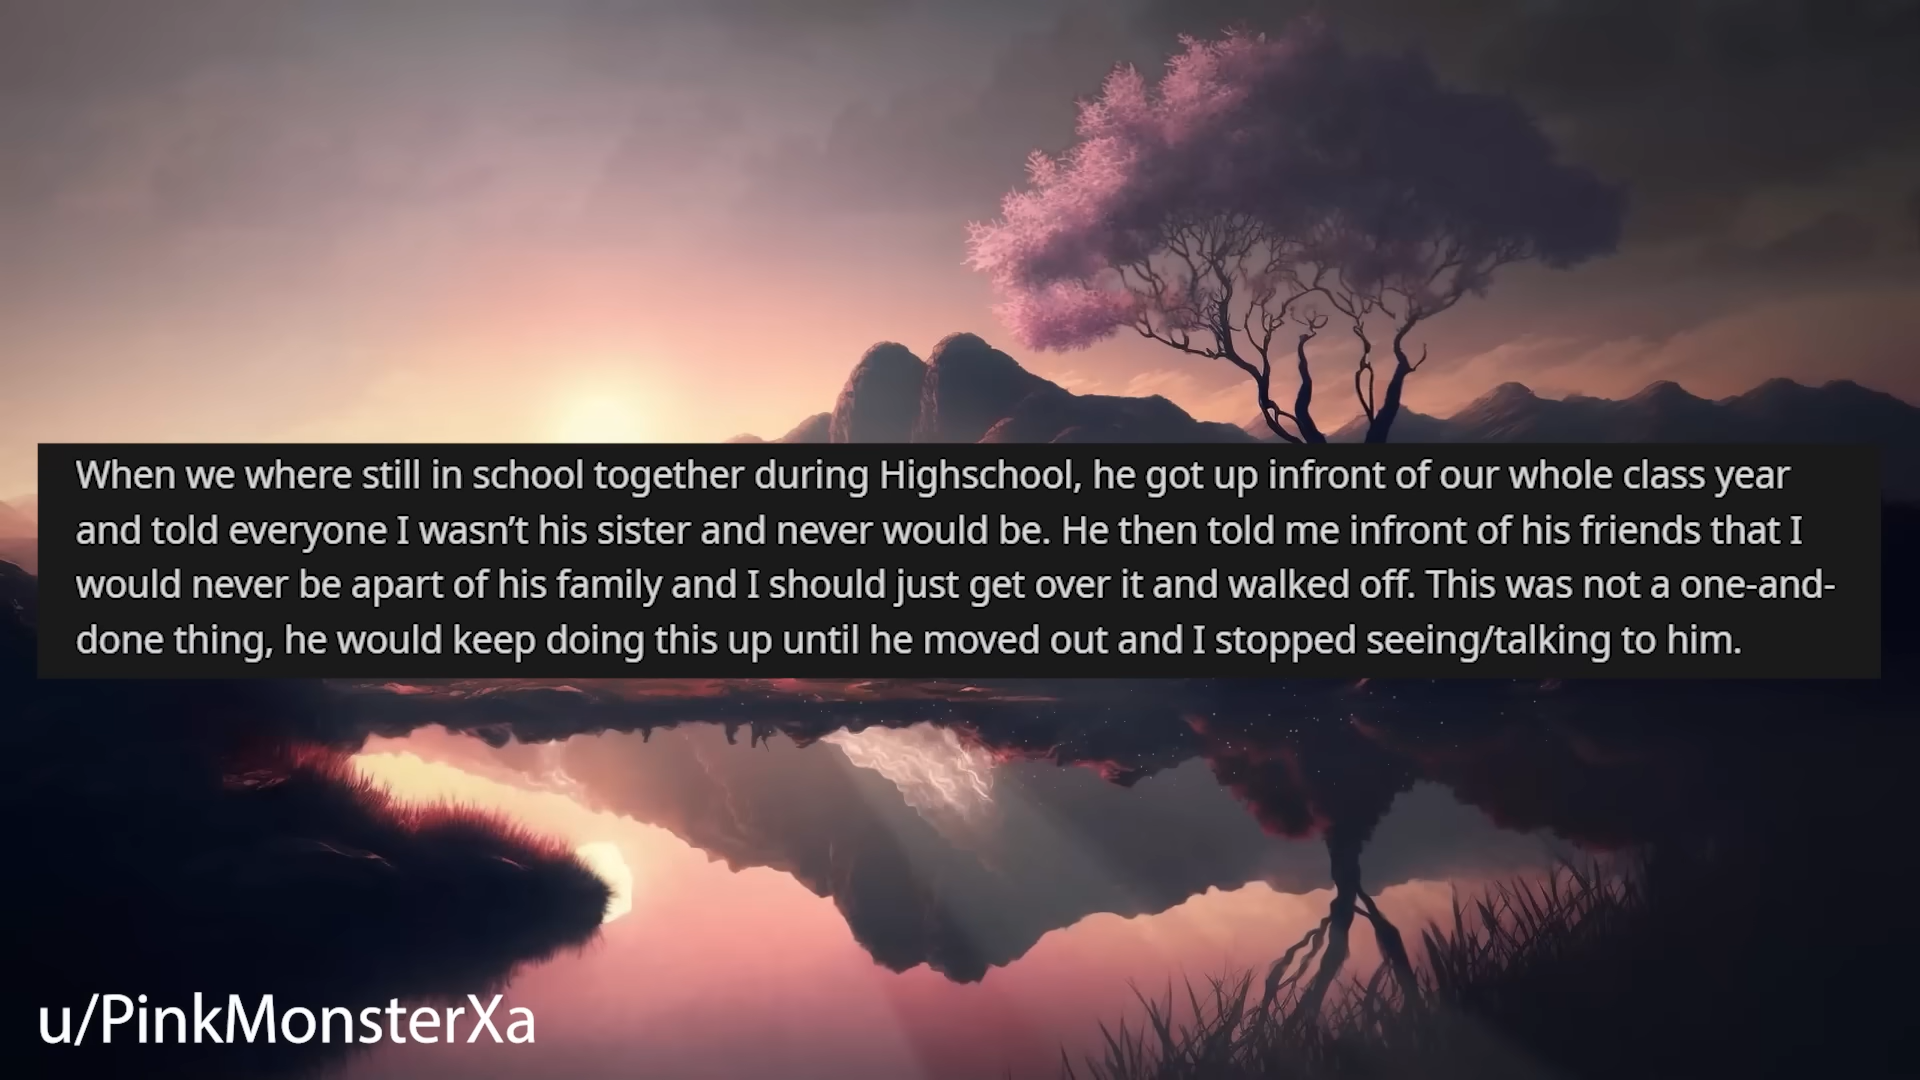 When we where still in school together during Highschool, he got up infront of our whole class year
and told everyone I wasn’t his sister and never would be. He then told me infront of his friends that I
would never be apart of his family and I should just get over it and walked off. This was not a one-and-
done thing, he would keep doing this up until he moved out and I stopped seeing/talking to him.
u/PinkMonsterXa